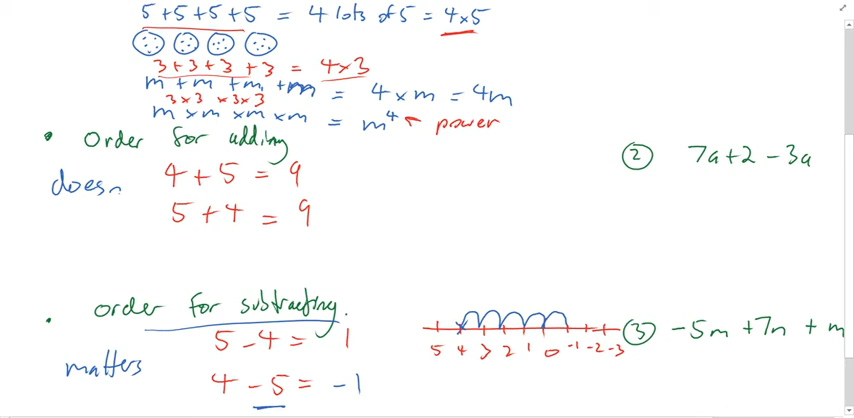 5+5+5+5 = 4 lots of 5 = 4×5
3+3+3+3 = 4×3
m+m+m+m = 4×m = 4m
3×3×3×3
m×m×m×m = m⁴ ← power
• Order for adding
doesn
4+5=9
5+4=9
② 7a+2-3a
• order for subtracting.
matters
5-4=1
4-5=-1
5 4 3 2 1 0 -1 -2 -3
③ -5m+7n+m